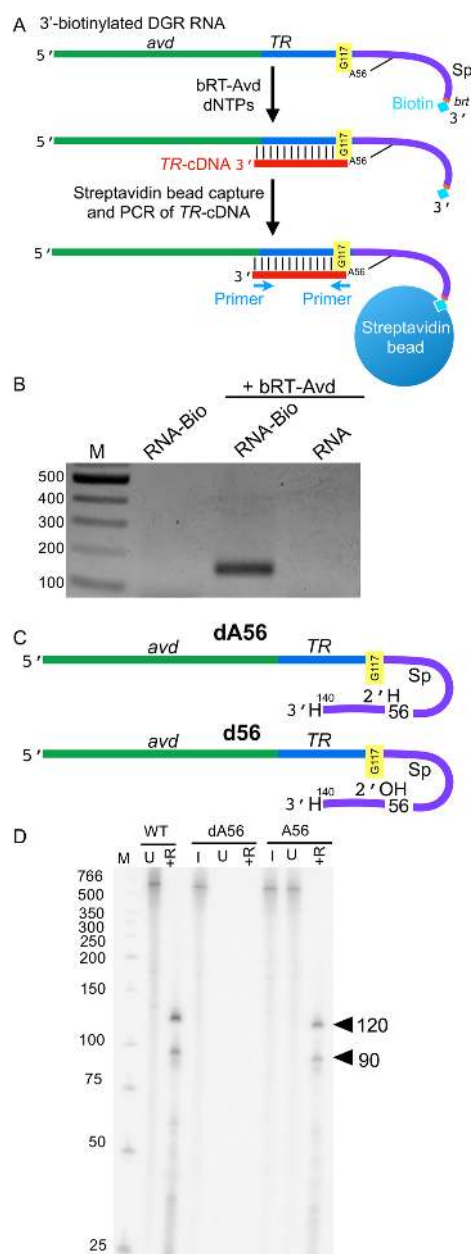 A
3'-biotinylated DGR RNA
avd TR
5' G117 A56 Sp
bRT-Avd
dNTPs
Biotin brt
3'
5' G117
TR-cDNA 3' A56
Streptavidin bead capture
and PCR of TR-cDNA
3'
5' G117
3' A56
Primer Primer
Streptavidin
bead
B
+ bRT-Avd
M RNA-Bio RNA-Bio RNA
500
400
300
200
100
C
dA56
avd TR
5' G117 Sp
2'H
3'H 140 56
d56
avd TR
5' G117 Sp
2'OH
3'H 140 56
D
WT dA56 A56
M U +R I U +R I U +R
766
500
350
300
250
200
150
120
100
90
75
50
25